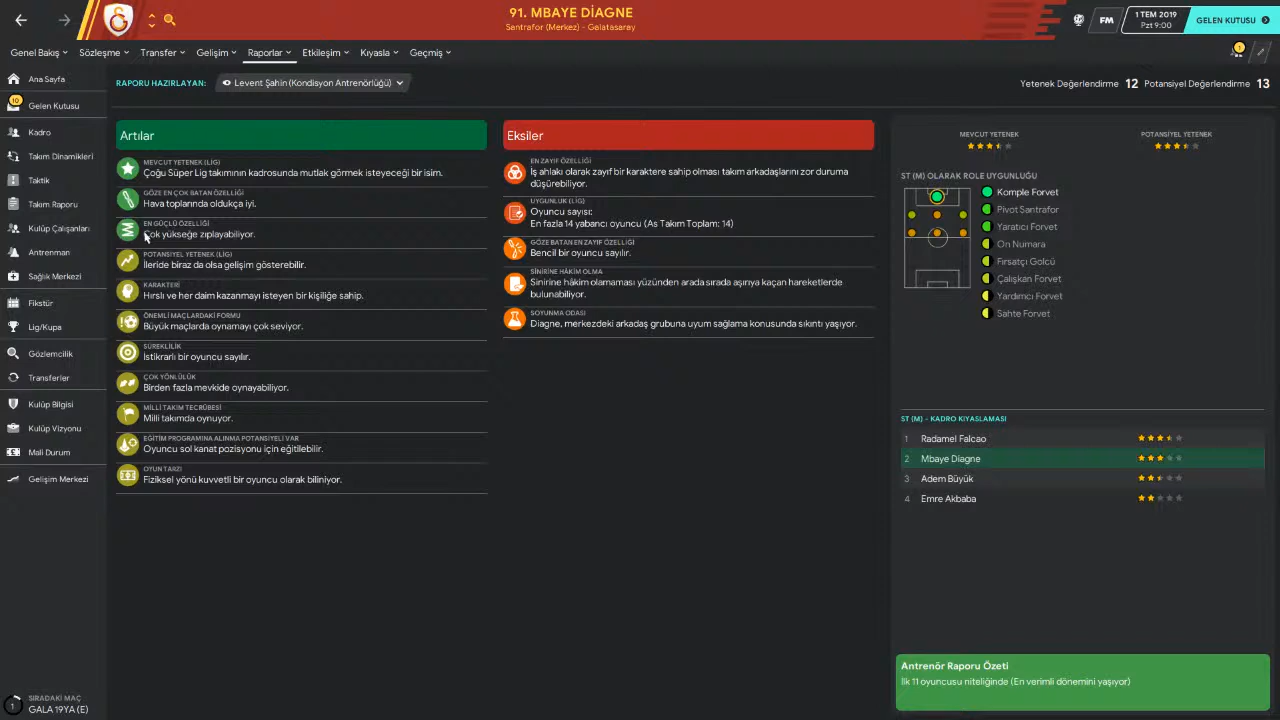 91. MBAYE DİAGNE
Santrafor (Merkez) - Galatasaray
FM
1 TEM 2019
Pzt 9:00
GELEN KUTUSU
Genel Bakış
Sözleşme
Transfer
Gelişim
Raporlar
Etkileşim
Kıyasla
Geçmiş
1
Ana Sayfa
10
Gelen Kutusu
Kadro
Takım Dinamikleri
Taktik
Takım Raporu
Kulüp Çalışanları
Antrenman
Sağlık Merkezi
Fikstür
Lig/Kupa
Gözlemcilik
Transferler
Kulüp Bilgisi
Kulüp Vizyonu
Mali Durum
Gelişim Merkezi
1
SIRADAKİ MAÇ
GALA 19YA (E)
RAPORU HAZIRLAYAN:
Levent Şahin (Kondisyon Antrenörlüğü)
Yetenek Değerlendirme 12 Potansiyel Değerlendirme 13
Artılar
MEVCUT YETENEK (LİG)
Çoğu Süper Lig takımının kadrosunda mutlak görmek isteyeceği bir isim.
GÖZE EN ÇOK BATAN ÖZELLİĞİ
Hava toplarında oldukça iyi.
EN GÜÇLÜ ÖZELLİĞİ
Çok yükseğe zıplayabiliyor.
POTANSİYEL YETENEK (LİG)
İleride biraz da olsa gelişim gösterebilir.
KARAKTERİ
Hırslı ve her daim kazanmayı isteyen bir kişiliğe sahip.
ÖNEMLİ MAÇLARDAKİ FORMU
Büyük maçlarda oynamayı çok seviyor.
SÜREKLİLİK
İstikrarlı bir oyuncu sayılır.
ÇOK YÖNLÜLÜK
Birden fazla mevkide oynayabiliyor.
MİLLİ TAKIM TECRÜBESİ
Milli takımda oynuyor.
EĞİTİM PROGRAMINA ALINMA POTANSİYELİ VAR
Oyuncu sol kanat pozisyonu için eğitilebilir.
OYUN TARZI
Fiziksel yönü kuvvetli bir oyuncu olarak biliniyor.
Eksiler
EN ZAYIF ÖZELLİĞİ
İş ahlakı olarak zayıf bir karaktere sahip olması takım arkadaşlarını zor duruma
düşürebiliyor.
UYGUNLUK (LİG)
Oyuncu sayısı:
En fazla 14 yabancı oyuncu (As Takım Toplam: 14)
GÖZE BATAN EN ZAYIF ÖZELLİĞİ
Bencil bir oyuncu sayılır.
SİNİRİNE HÂKİM OLMA
Sinirine hâkim olamaması yüzünden arada sırada aşırıya kaçan hareketlerde
bulunabiliyor.
SOYUNMA ODASI
Diagne, merkezdeki arkadaş grubuna uyum sağlama konusunda sıkıntı yaşıyor.
MEVCUT YETENEK
POTANSİYEL YETENEK
ST (M) OLARAK ROLE UYGUNLUĞU
Komple Forvet
Pivot Santrafor
Yaratıcı Forvet
On Numara
Fırsatçı Golcü
Çalışkan Forvet
Yardımcı Forvet
Sahte Forvet
ST (M) - KADRO KIYASLAMASI
1 Radamel Falcao
2 Mbaye Diagne
3 Adem Büyük
4 Emre Akbaba
Antrenör Raporu Özeti
İlk 11 oyuncusu niteliğinde (En verimli dönemini yaşıyor)